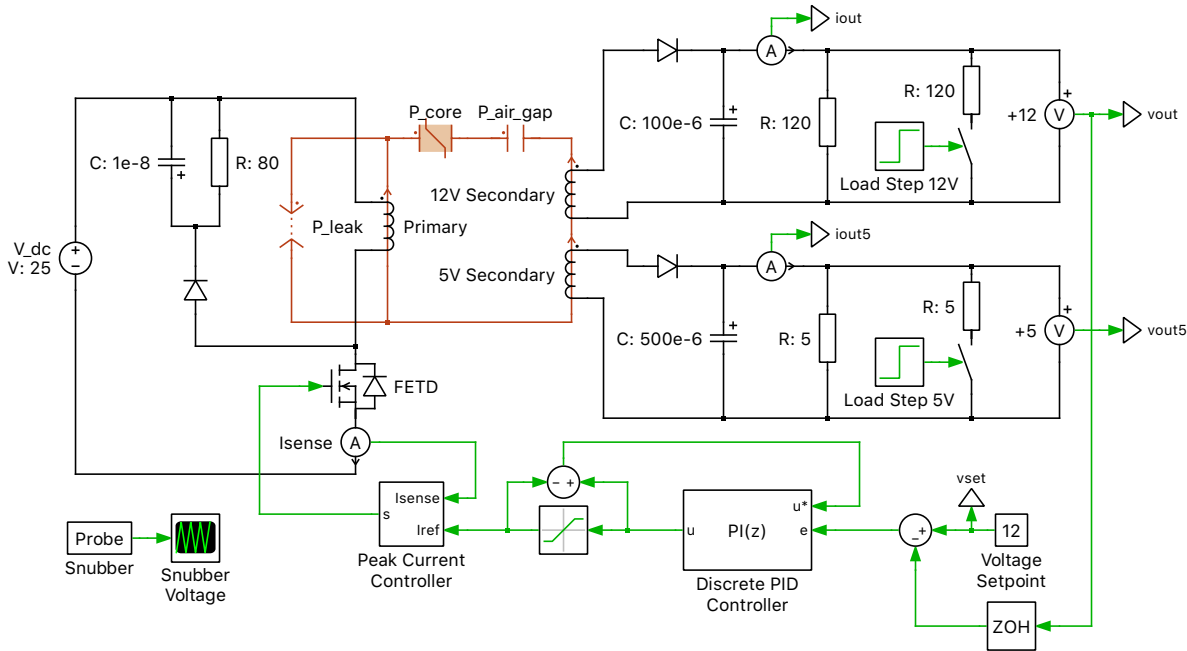 iout
A
P_core
P_air_gap
R: 120
C: 100e-6
R: 120
+12
V
vout
C: 1e-8
R: 80
Load Step 12V
12V Secondary
P_leak
Primary
iout5
V_dc
V: 25
5V Secondary
A
R: 5
C: 500e-6
R: 5
+5
V
vout5
FETD
Load Step 5V
Isense
A
vset
Isense
s
Iref
u*
u
PI(z)
e
12
Probe
Snubber
Snubber
Voltage
Peak Current
Controller
Discrete PID
Controller
Voltage
Setpoint
ZOH